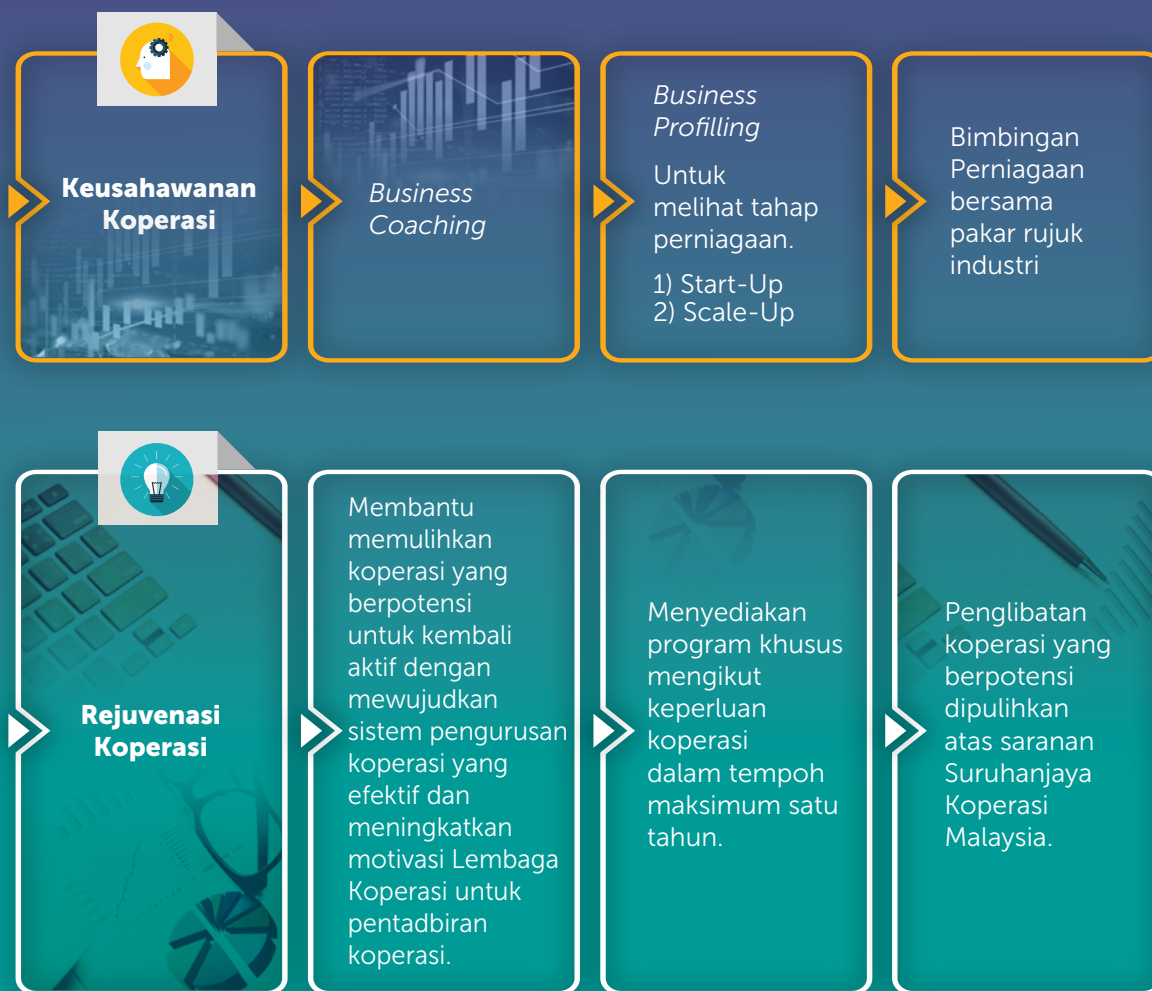 Keusahawanan
Koperasi
Business
Coaching
Business
Profilling
Untuk
melihat tahap
perniagaan.
1) Start-Up
2) Scale-Up
Bimbingan
Perniagaan
bersama
pakar rujuk
industri
Rejuvenasi
Koperasi
Membantu
memulihkan
koperasi yang
berpotensi
untuk kembali
aktif dengan
mewujudkan
sistem pengurusan
koperasi yang
efektif dan
meningkatkan
motivasi Lembaga
Koperasi untuk
pentadbiran
koperasi.
Menyediakan
program khusus
mengikut
keperluan
koperasi
dalam tempoh
maksimum satu
tahun.
Penglibatan
koperasi yang
berpotensi
dipulihkan
atas saranan
Suruhanjaya
Koperasi
Malaysia.